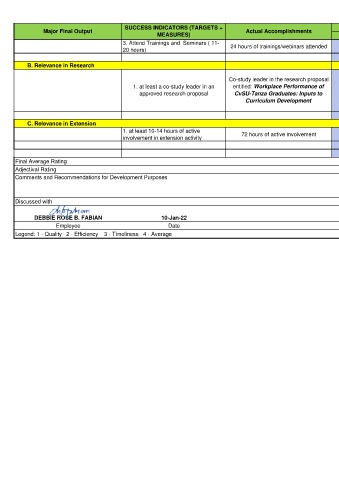 Major Final Output
SUCCESS INDICATORS (TARGETS +
MEASURES)
Actual Accomplishments
3. Attend Trainings and Seminars ( 11-
20 hours)
24 hours of trainings/webinars attended
B. Relevance in Research
1. at least a co-study leader in an
approved research proposal
Co-study leader in the research proposal
entitled: Workplace Performance of
CvSU-Tanza Graduates: Inputs to
Curriculum Development
C. Relevance in Extension
1. at least 10-14 hours of active
involvement in extension activity
72 hours of active involvement
Final Average Rating
Adjectival Rating
Comments and Recommendations for Development Purposes
Discussed with
DEBBIE ROSE B. FABIAN
10-Jan-22
Employee
Date
Legend: 1 - Quality 2 - Efficiency 3 - Timeliness 4 - Average